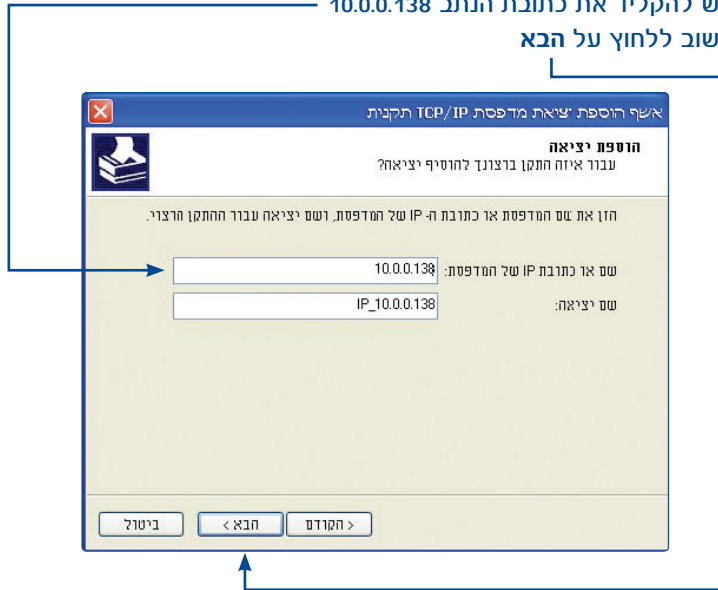 להקליד את כתובת הנתב 10.0.0.138
שוב ללחוץ על הבא
אשף הוספת יציאת מדפסת TCP/IP תקנית
הוספת יציאה
עבור איזה התקן ברצונך להוסיף יציאה?
הזן את שם המדפסת או כתובת ה- IP של המדפסת, ושם יציאה עבור ההתקן הרצוי.
שם או כתובת IP של המדפסת: 10.0.0.138
שם יציאה: IP_10.0.0.138
< הקודם
הבא >
ביטול